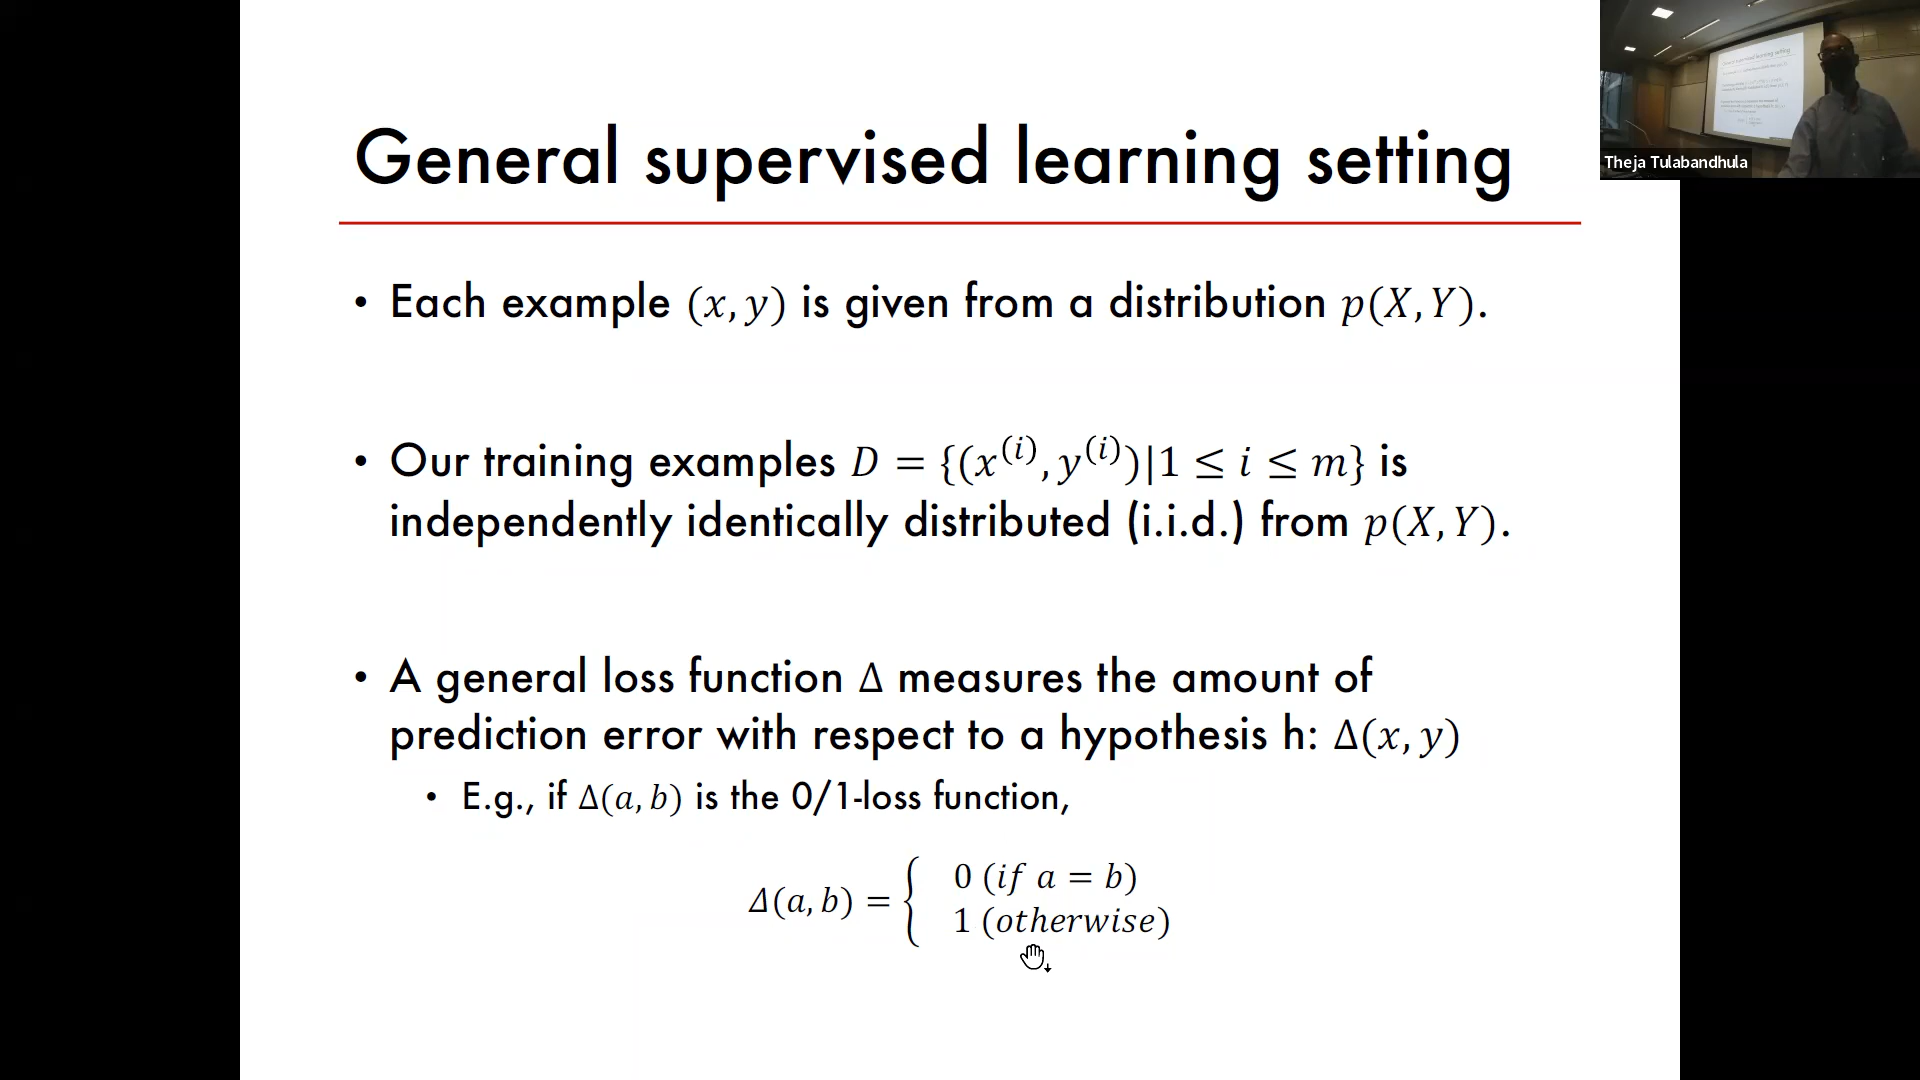 General supervised learning setting
Theja Tulabandhula
• Each example (x, y) is given from a distribution p(X, Y).
• Our training examples D = {(x⁽ⁱ⁾, y⁽ⁱ⁾)|1 ≤ i ≤ m} is
independently identically distributed (i.i.d.) from p(X, Y).
• A general loss function Δ measures the amount of
prediction error with respect to a hypothesis h: Δ(x, y)
• E.g., if Δ(a, b) is the 0/1-loss function,
Δ(a, b) = { 0 (if a = b)
1 (otherwise)